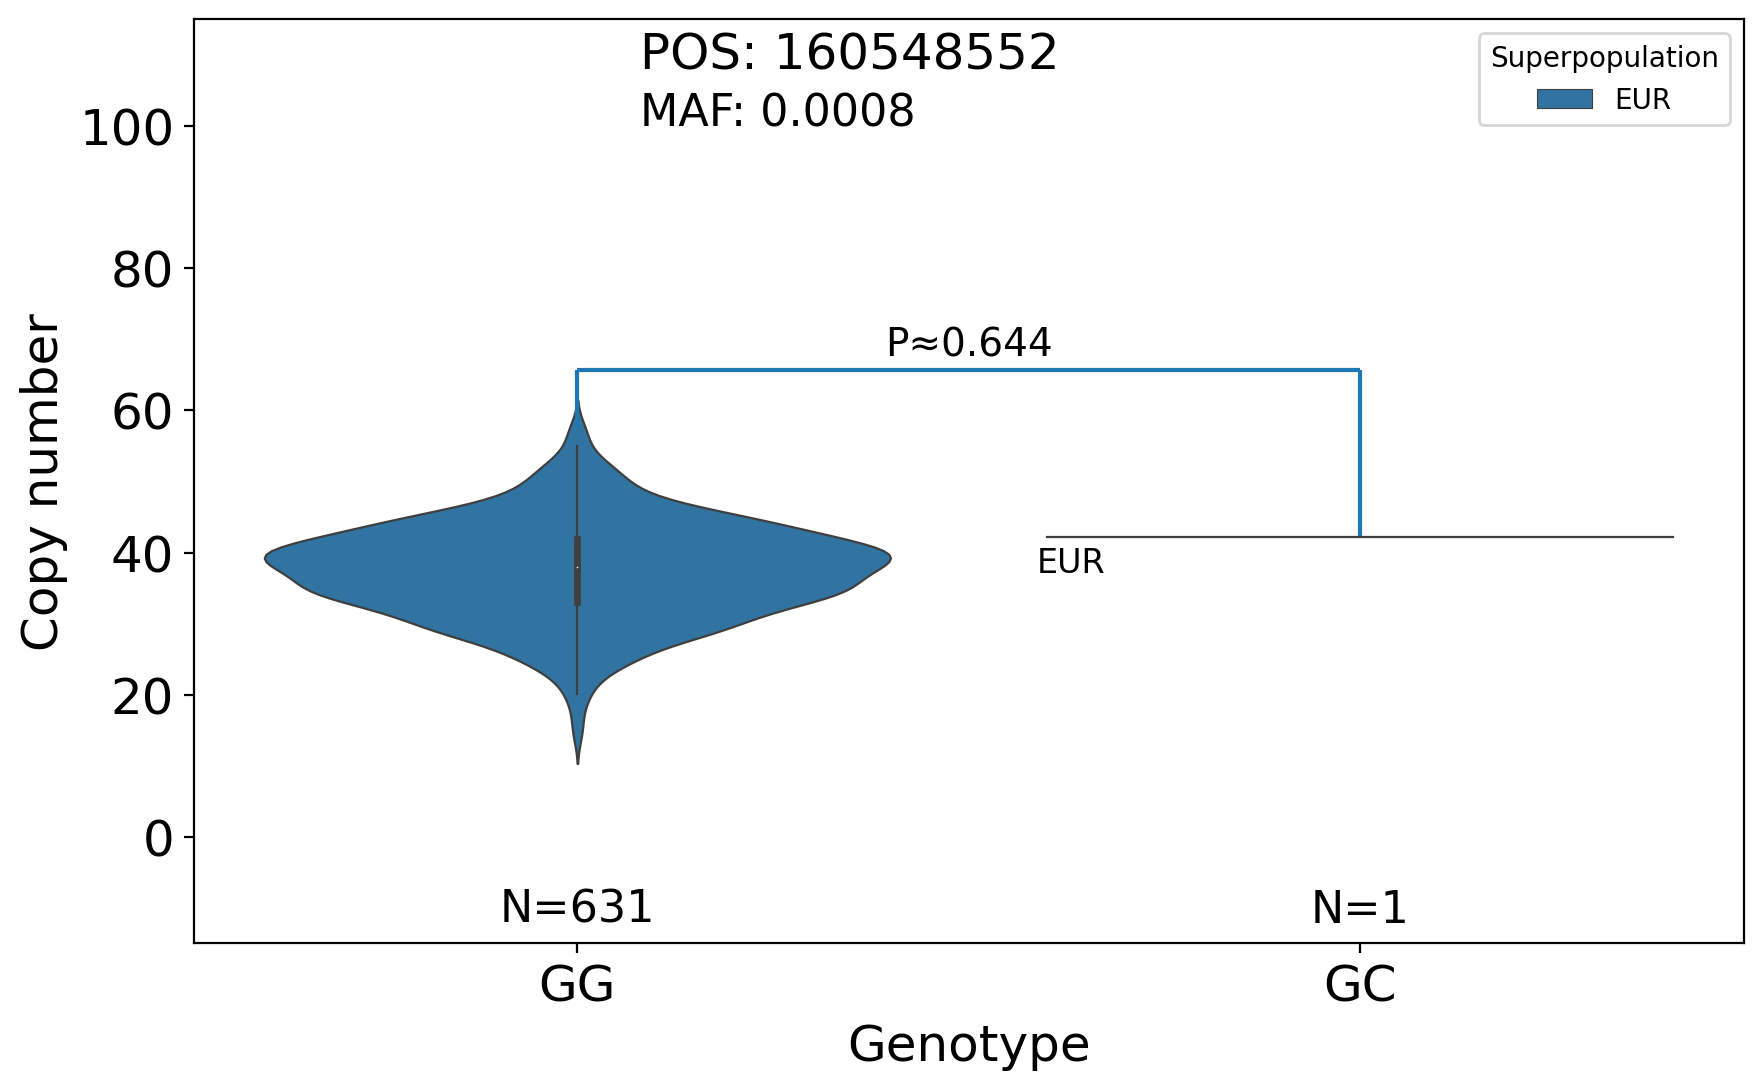 POS: 160548552
MAF: 0.0008
Superpopulation
EUR
100
80
60
40
20
0
Copy number
P≈0.644
EUR
N=631
N=1
GG
GC
Genotype